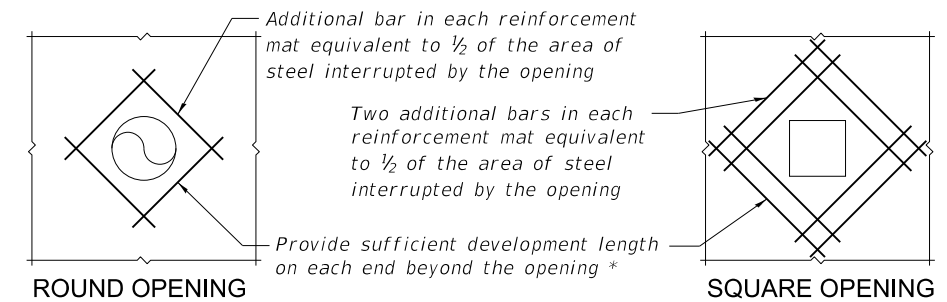 Additional bar in each reinforcement
mat equivalent to ½ of the area of
steel interrupted by the opening
Two additional bars in each
reinforcement mat equivalent
to ½ of the area of steel
interrupted by the opening
Provide sufficient development length
on each end beyond the opening *
ROUND OPENING
SQUARE OPENING